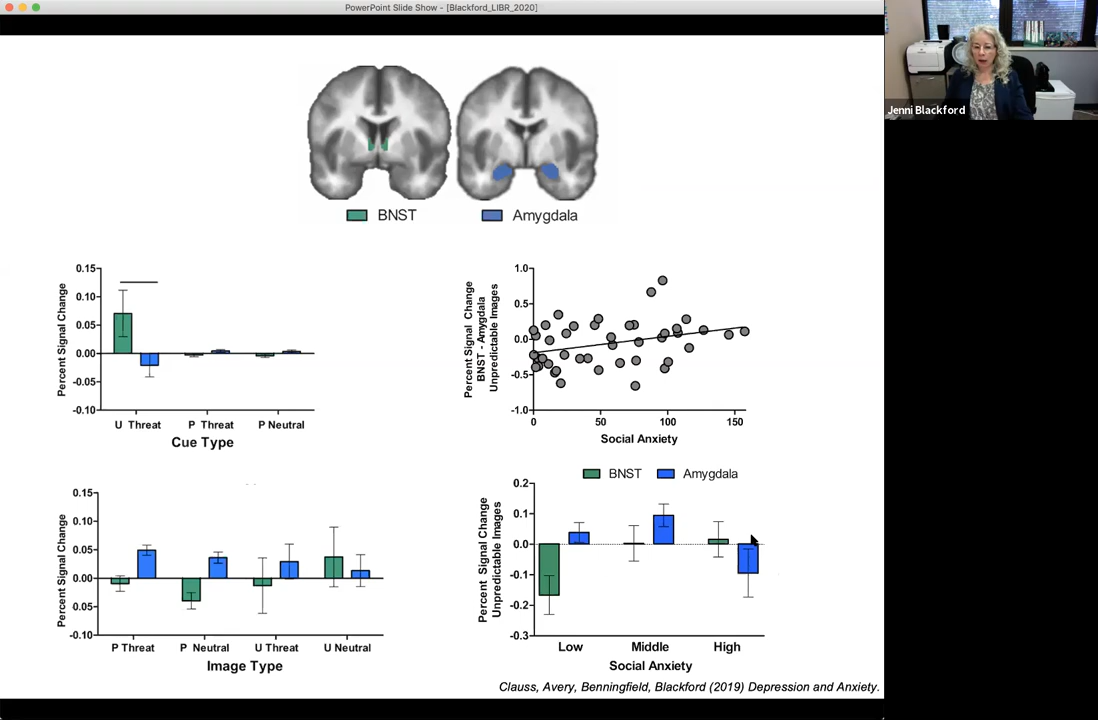 PowerPoint Slide Show - [Blackford_LIBR_2020]
Jenni Blackford
BNST
Amygdala
Percent Signal Change
0.15
0.10
0.05
0.00
-0.05
-0.10
U Threat
P Threat
P Neutral
Cue Type
Percent Signal Change
BNST - Amygdala
Unpredictable Images
1.0
0.5
0.0
-0.5
-1.0
0
50
100
150
Social Anxiety
Percent Signal Change
0.15
0.10
0.05
0.00
0.05
-0.10
P Threat
P Neutral
U Threat
U Neutral
Image Type
BNST
Amygdala
Percent Signal Change
Unpredictable Images
0.2
0.1
0.0
-0.1
-0.2
-0.3
Low
Middle
High
Social Anxiety
Clauss, Avery, Benningfield, Blackford (2019) Depression and Anxiety.